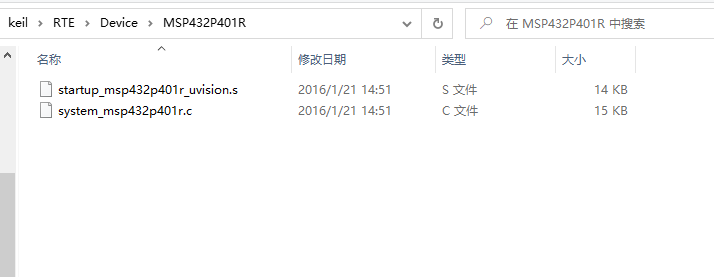 keil > RTE > Device > MSP432P401R 在 MSP432P401R 中搜索
名称 修改日期 类型 大小
startup_msp432p401r_uvision.s 2016/1/21 14:51 S 文件 14 KB
system_msp432p401r.c 2016/1/21 14:51 C 文件 15 KB